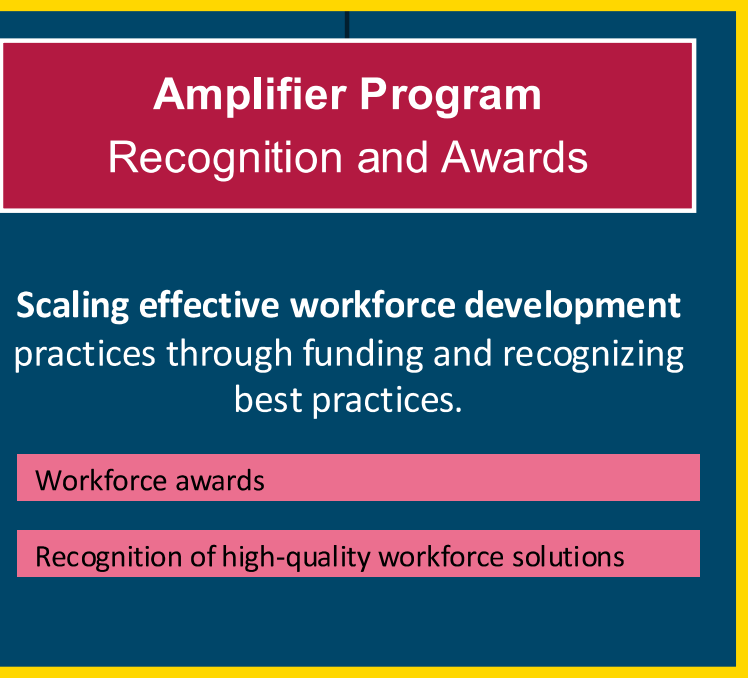 Amplifier Program
Recognition and Awards
Scaling effective workforce development
practices through funding and recognizing
best practices.
Workforce awards
Recognition of high-quality workforce solutions